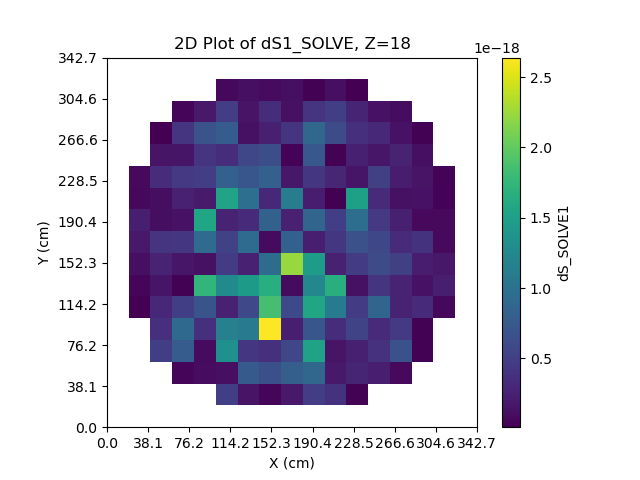 2D Plot of dS1_SOLVE, Z=18
1e−18
342.7
304.6
266.6
228.5
190.4
152.3
114.2
76.2
38.1
0.0
Y (cm)
0.0 38.1 76.2 114.2 152.3 190.4 228.5 266.6 304.6 342.7
X (cm)
2.5
2.0
1.5
1.0
0.5
dS_SOLVE1